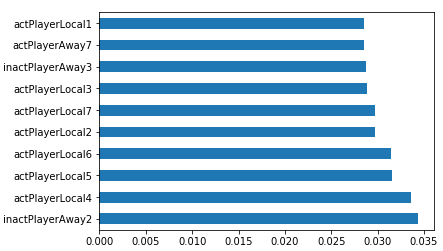 actPlayerLocal1
actPlayerAway7
inactPlayerAway3
actPlayerLocal3
actPlayerLocal7
actPlayerLocal2
actPlayerLocal6
actPlayerLocal5
actPlayerLocal4
inactPlayerAway2
0.000 0.005 0.010 0.015 0.020 0.025 0.030 0.035